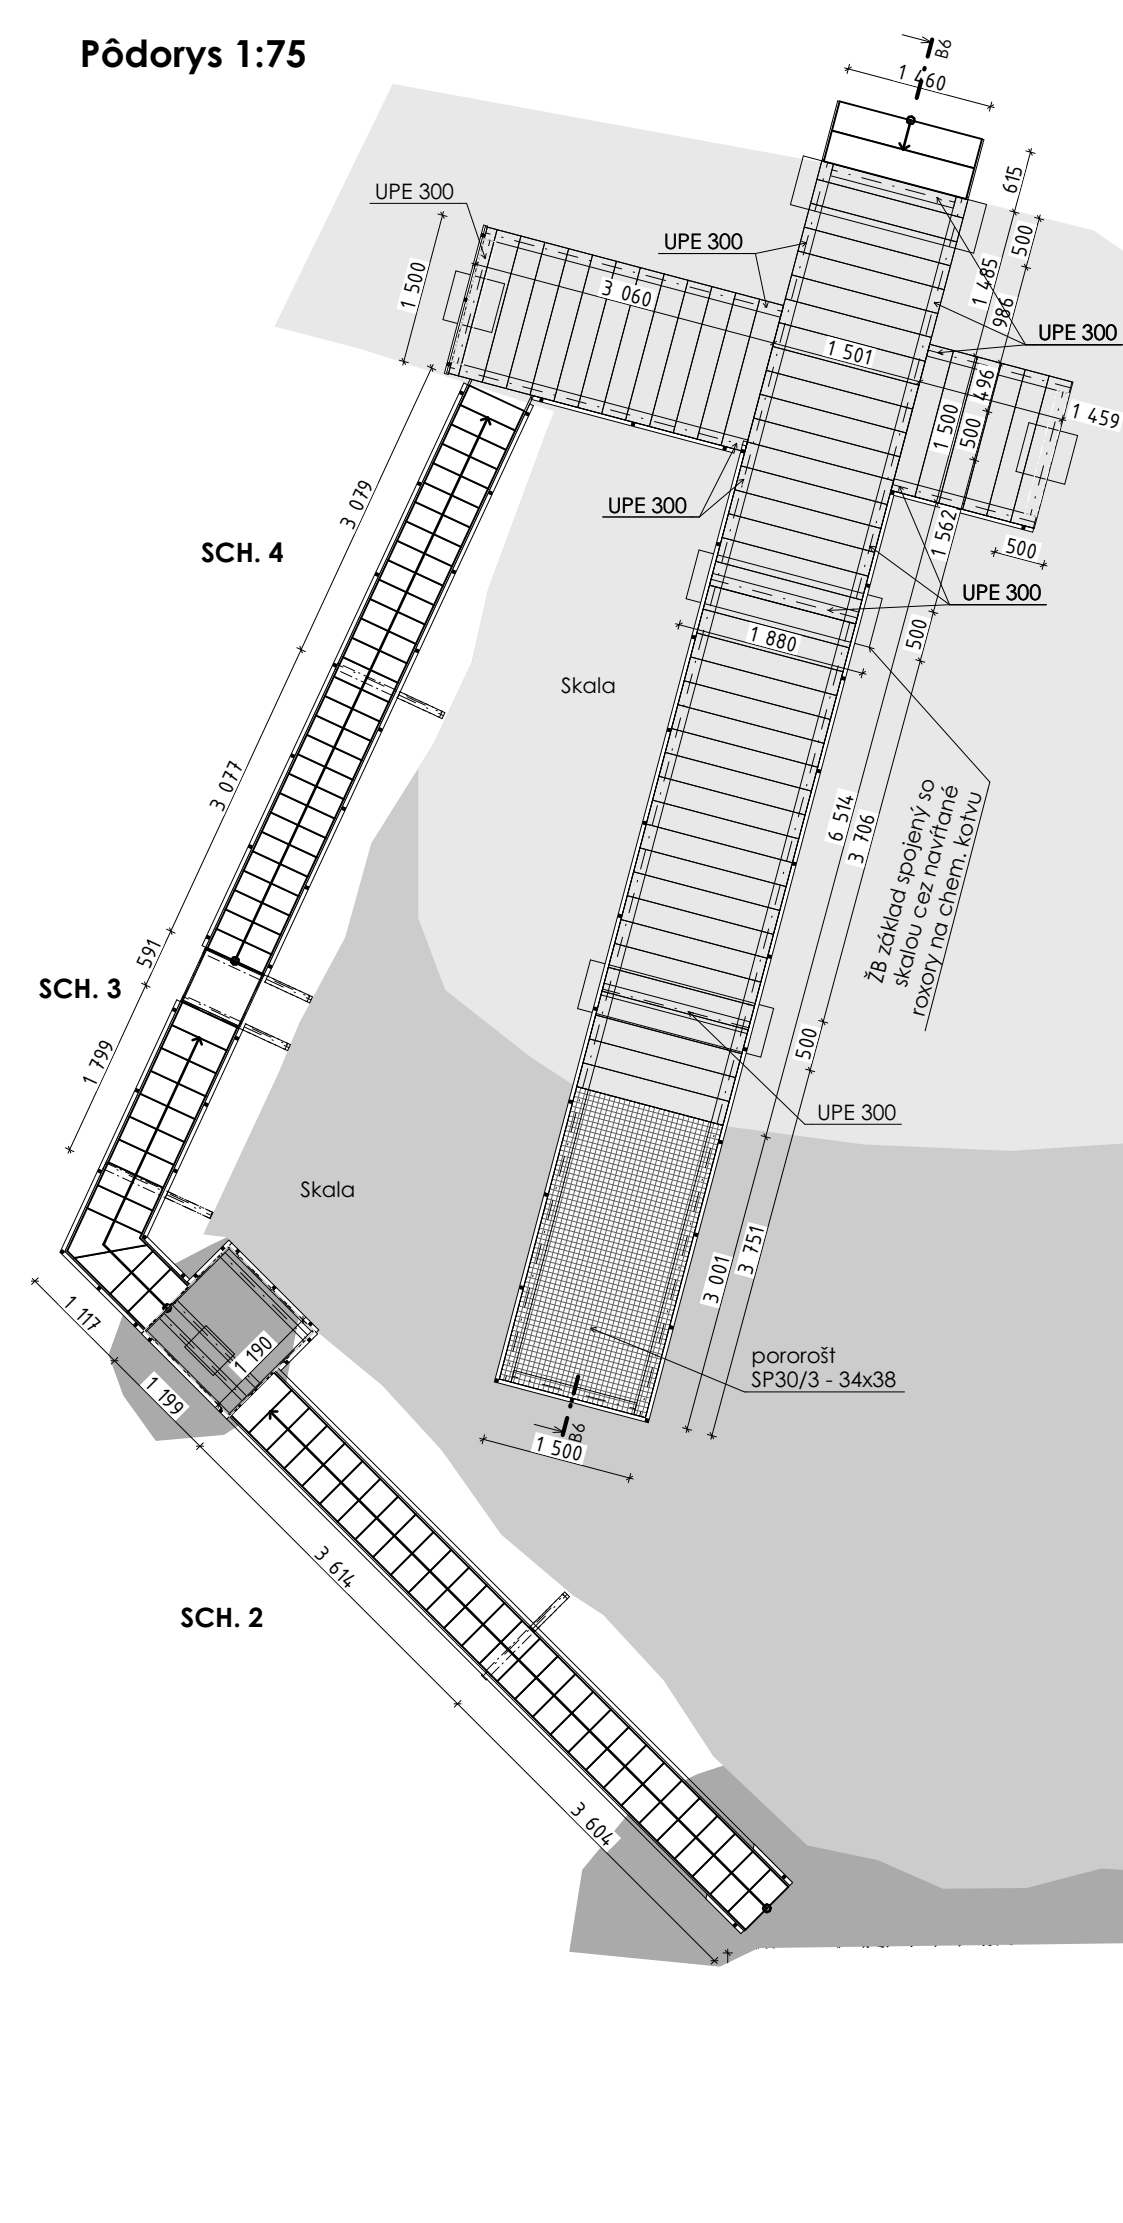 Pôdorys 1:75
B6
1 460
615
UPE 300
500
UPE 300
1 485
1 500
3 060
986
UPE 300
1 501
496
1 459
1 500
500
3 079
UPE 300
1 562
SCH. 4
500
UPE 300
500
1 880
Skala
3 077
6 514
3 706
ŽB základ spojený so
skalou cez navŕtané
roxory na chem. kotvu
591
SCH. 3
500
1 799
UPE 300
Skala
3 751
3 001
1 117
1 190
pororošt
SP30/3 - 34x38
1 199
B6
1 500
3 614
SCH. 2
3 604